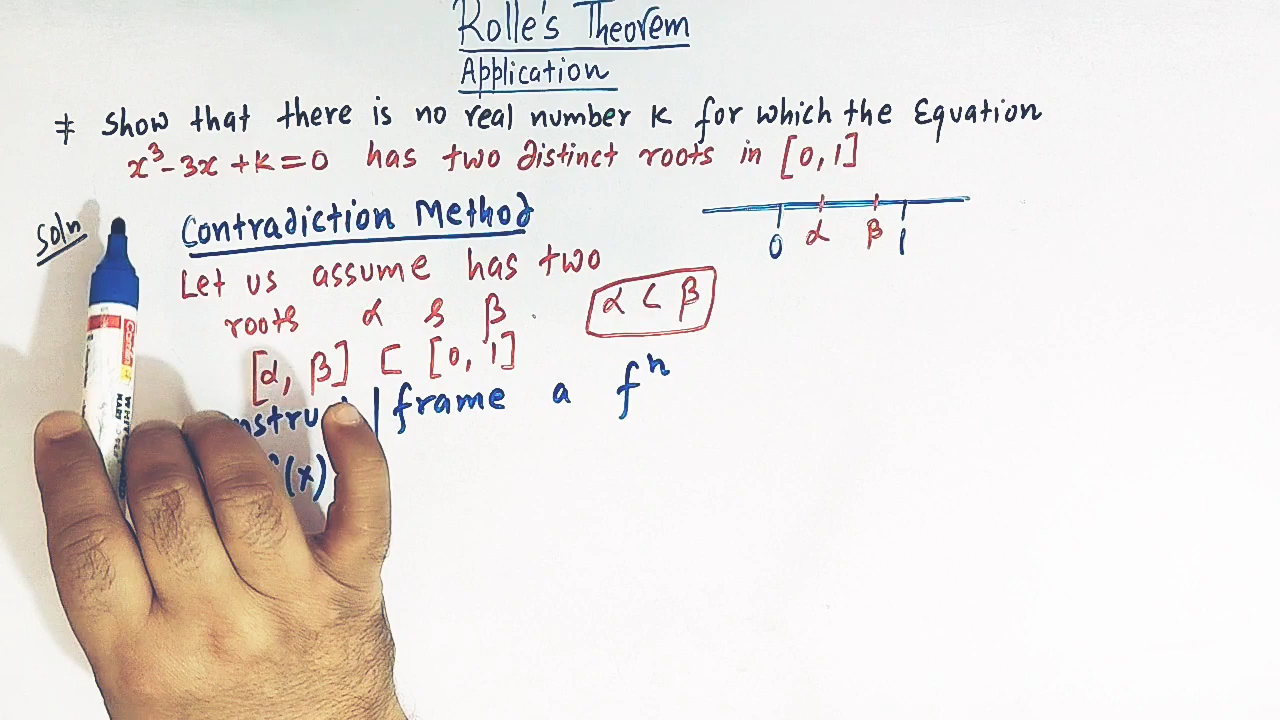 Rolle's Theorem
Application
# Show that there is no real number K for which the Equation
x³ - 3x + K = 0 has two distinct roots in [0, 1]
Soln
Contradiction Method
0 α β 1
Let us assume has two
roots α & β
α < β
[α, β] ⊂ [0, 1]
frame a fⁿ
(x)